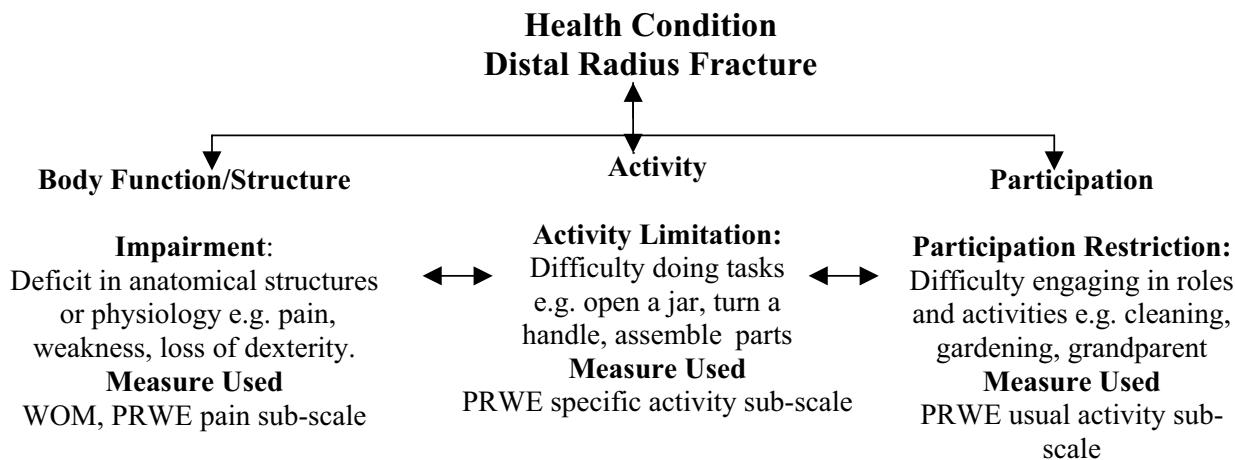 Health Condition
Distal Radius Fracture
Body Function/Structure
Impairment:
Deficit in anatomical structures
or physiology e.g. pain,
weakness, loss of dexterity.
Measure Used
WOM, PRWE pain sub-scale
Activity
Activity Limitation:
Difficulty doing tasks
e.g. open a jar, turn a
handle, assemble parts
Measure Used
PRWE specific activity sub-scale
Participation
Participation Restriction:
Difficulty engaging in roles
and activities e.g. cleaning,
gardening, grandparent
Measure Used
PRWE usual activity sub-
scale